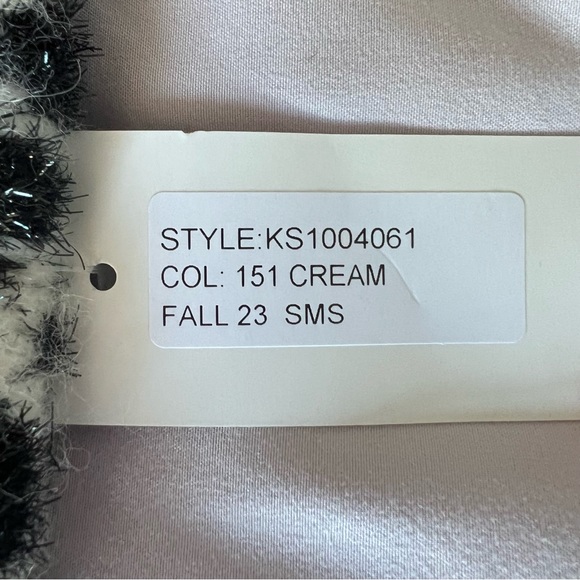 STYLE:KS1004061
COL: 151 CREAM
FALL 23 SMS